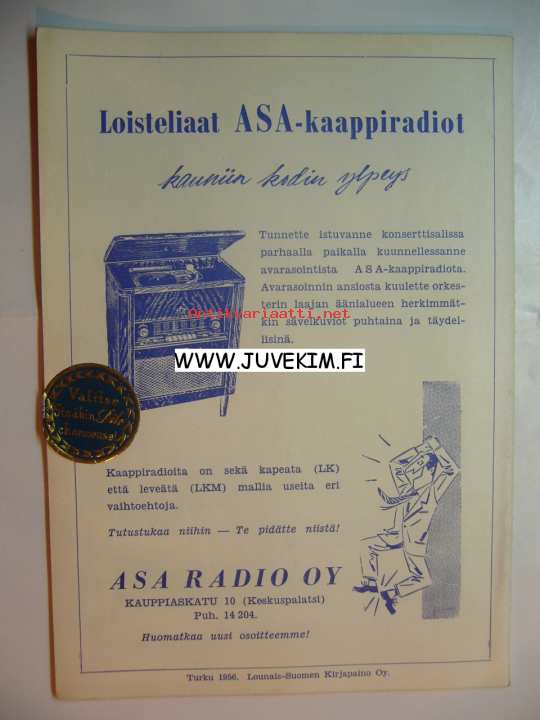 Loisteliaat ASA-kaappiradiot
kauniin kodin ylpeys
Tunnette istuvanne konserttisalissa
parhaalla paikalla kuunnellessanne
avarasointista ASA-kaappiradiota.
Avarasoinnin ansiosta kuulette orkes-
terin laajan äänialueen herkimmät-
kin sävelkuviot puhtaina ja täydel-
lisinä.
Antikvariaatti.net
WWW.JUVEKIM.FI
Valitse
charmeuse!
Kaappiradioita on sekä kapeata (LK)
että leveätä (LKM) mallia useita eri
vaihtoehtoja.
Tutustukaa niihin — Te pidätte niistä!
ASA RADIO OY
KAUPPIASKATU 10 (Keskuspalatsi)
Puh. 14 204.
Huomatkaa uusi osoitteemme!
Turku 1956. Lounais-Suomen Kirjapaino Oy.